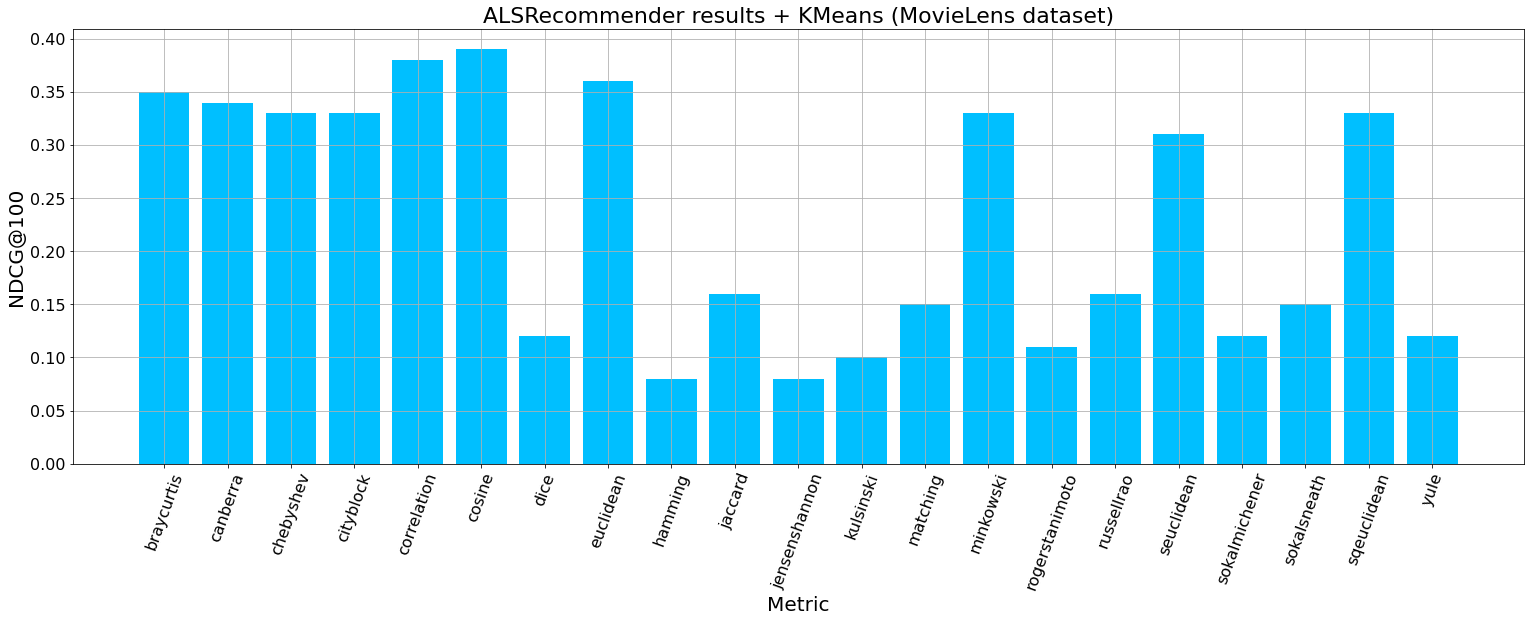 ALSRecommender results + KMeans (MovieLens dataset)
NDCG@100
0.40
0.35
0.30
0.25
0.20
0.15
0.10
0.05
0.00
braycurtis
canberra
chebyshev
cityblock
correlation
cosine
dice
euclidean
hamming
jaccard
jensenshannon
kulsinski
matching
minkowski
rogerstanimoto
russellrao
seuclidean
sokalmichener
sokalsneath
sqeuclidean
yule
Metric